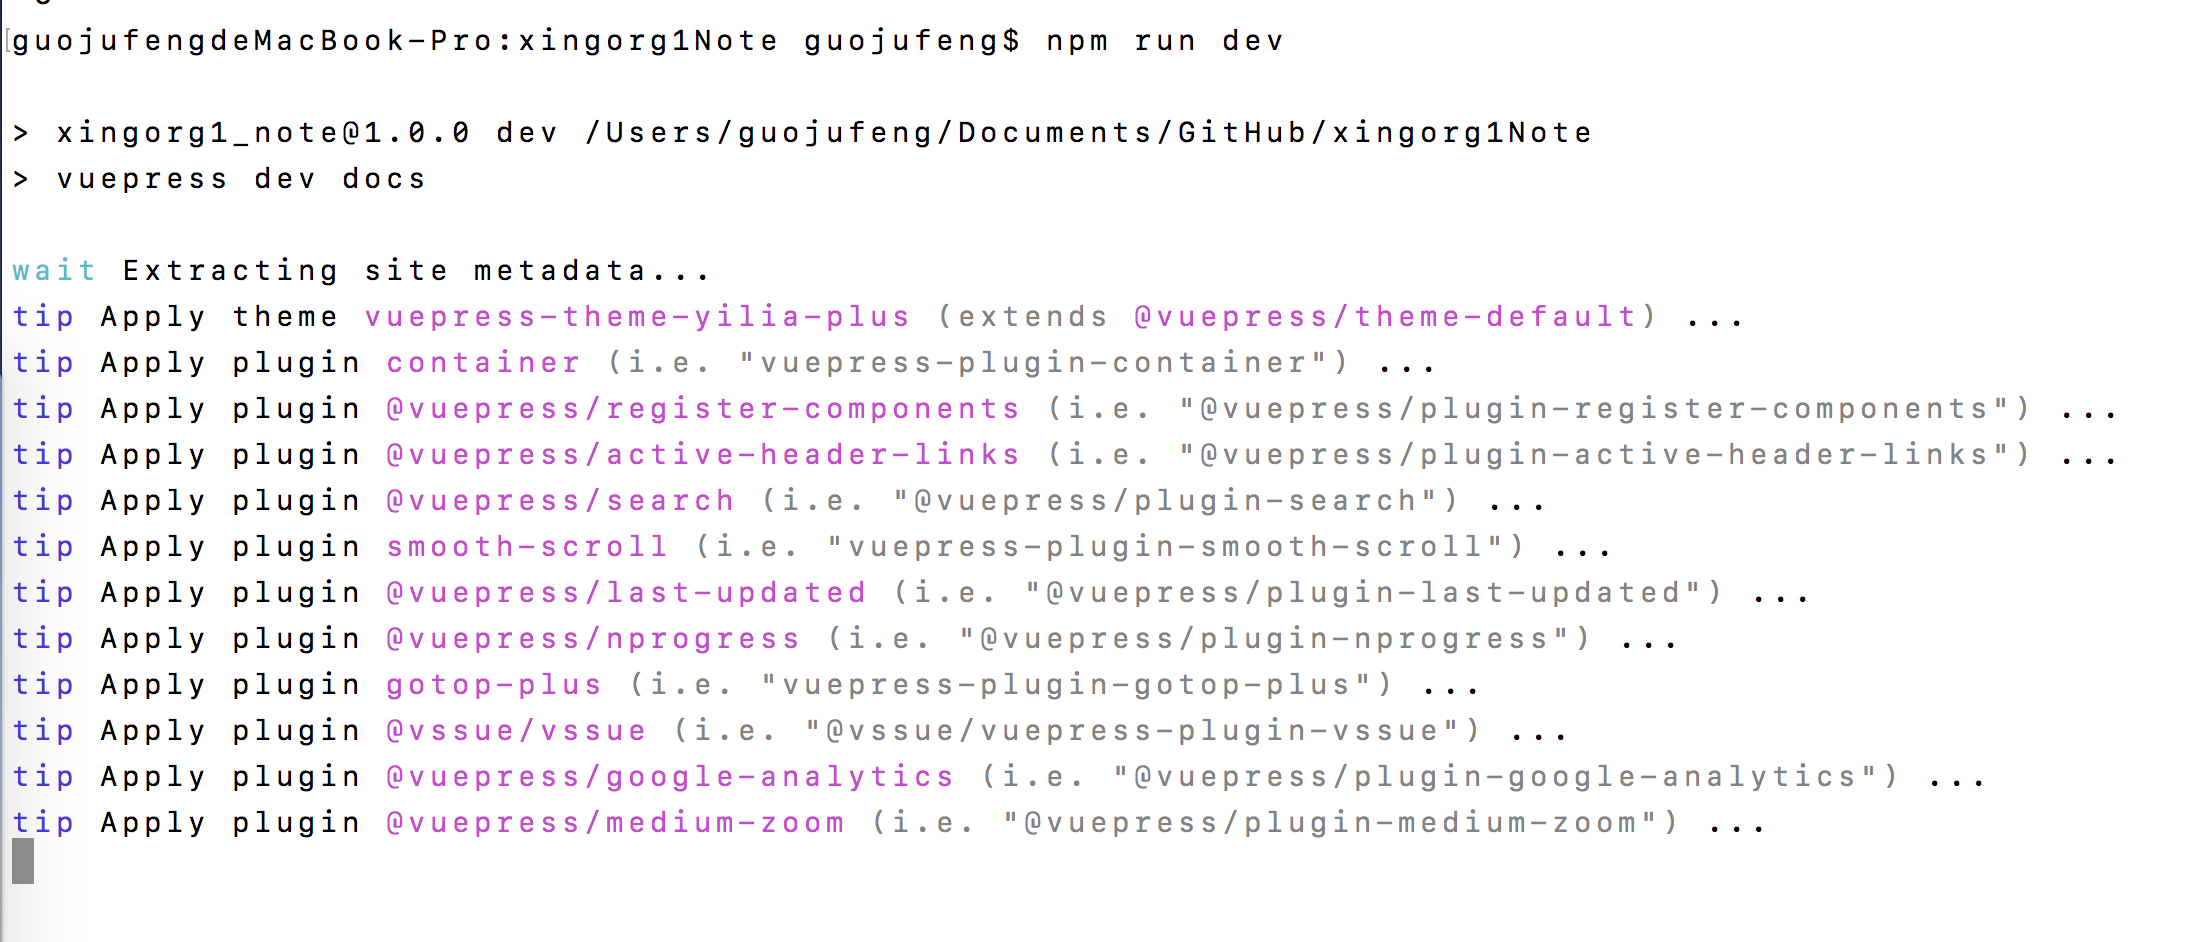 guojufengdeMacBook-Pro:xingorg1Note guojufeng$ npm run dev
> xingorg1_note@1.0.0 dev /Users/guojufeng/Documents/GitHub/xingorg1Note
> vuepress dev docs
wait Extracting site metadata...
tip Apply theme vuepress-theme-yilia-plus (extends @vuepress/theme-default) ...
tip Apply plugin container (i.e. "vuepress-plugin-container") ...
tip Apply plugin @vuepress/register-components (i.e. "@vuepress/plugin-register-components") ...
tip Apply plugin @vuepress/active-header-links (i.e. "@vuepress/plugin-active-header-links") ...
tip Apply plugin @vuepress/search (i.e. "@vuepress/plugin-search") ...
tip Apply plugin smooth-scroll (i.e. "vuepress-plugin-smooth-scroll") ...
tip Apply plugin @vuepress/last-updated (i.e. "@vuepress/plugin-last-updated") ...
tip Apply plugin @vuepress/nprogress (i.e. "@vuepress/plugin-nprogress") ...
tip Apply plugin gotop-plus (i.e. "vuepress-plugin-gotop-plus") ...
tip Apply plugin @vssue/vssue (i.e. "@vssue/vuepress-plugin-vssue") ...
tip Apply plugin @vuepress/google-analytics (i.e. "@vuepress/plugin-google-analytics") ...
tip Apply plugin @vuepress/medium-zoom (i.e. "@vuepress/plugin-medium-zoom") ...